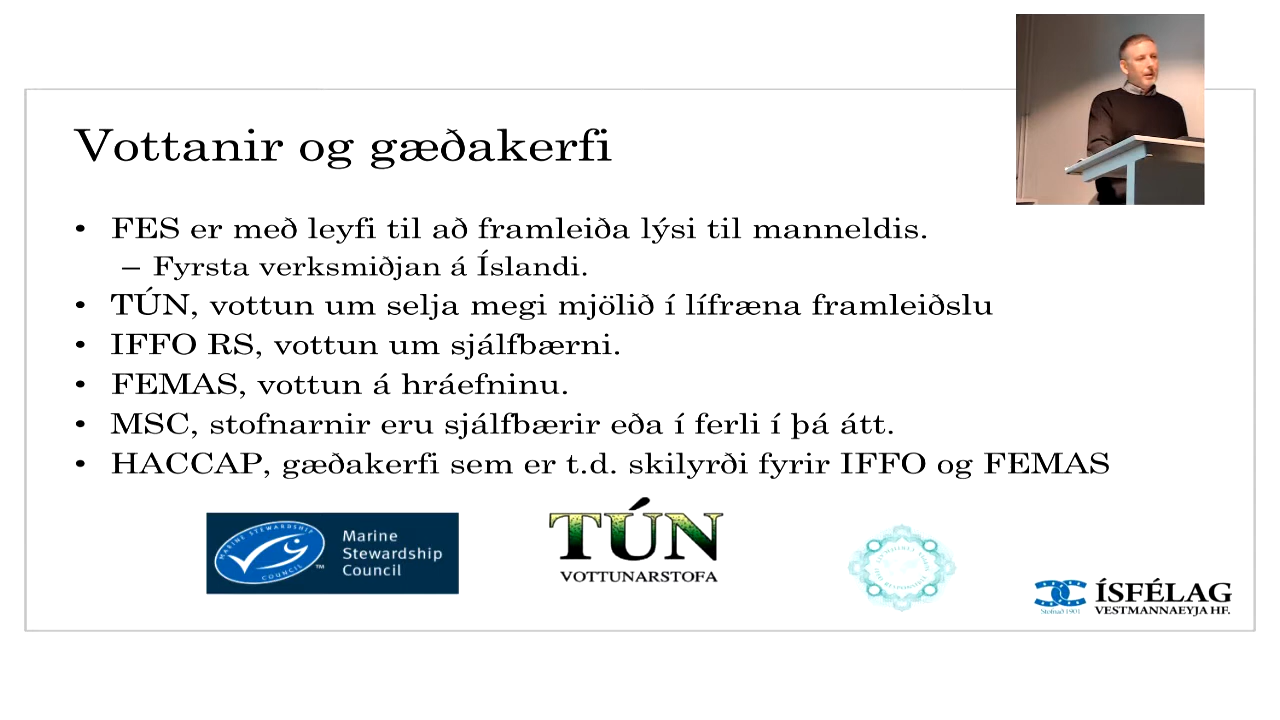 Vottanir og gæðakerfi
• FES er með leyfi til að framleiða lýsi til manneldis.
– Fyrsta verksmiðjan á Íslandi.
• TÚN, vottun um selja megi mjölið í lífræna framleiðslu
• IFFO RS, vottun um sjálfbærni.
• FEMAS, vottun á hráefninu.
• MSC, stofnarnir eru sjálfbærir eða í ferli í þá átt.
• HACCAP, gæðakerfi sem er t.d. skilyrði fyrir IFFO og FEMAS
MARINE STEWARDSHIP
COUNCIL
™
Marine
Stewardship
Council
TÚN
VOTTUNARSTOFA
ÍSFÉLAG
VESTMANNAEYJA HF.
Stofnað 1901